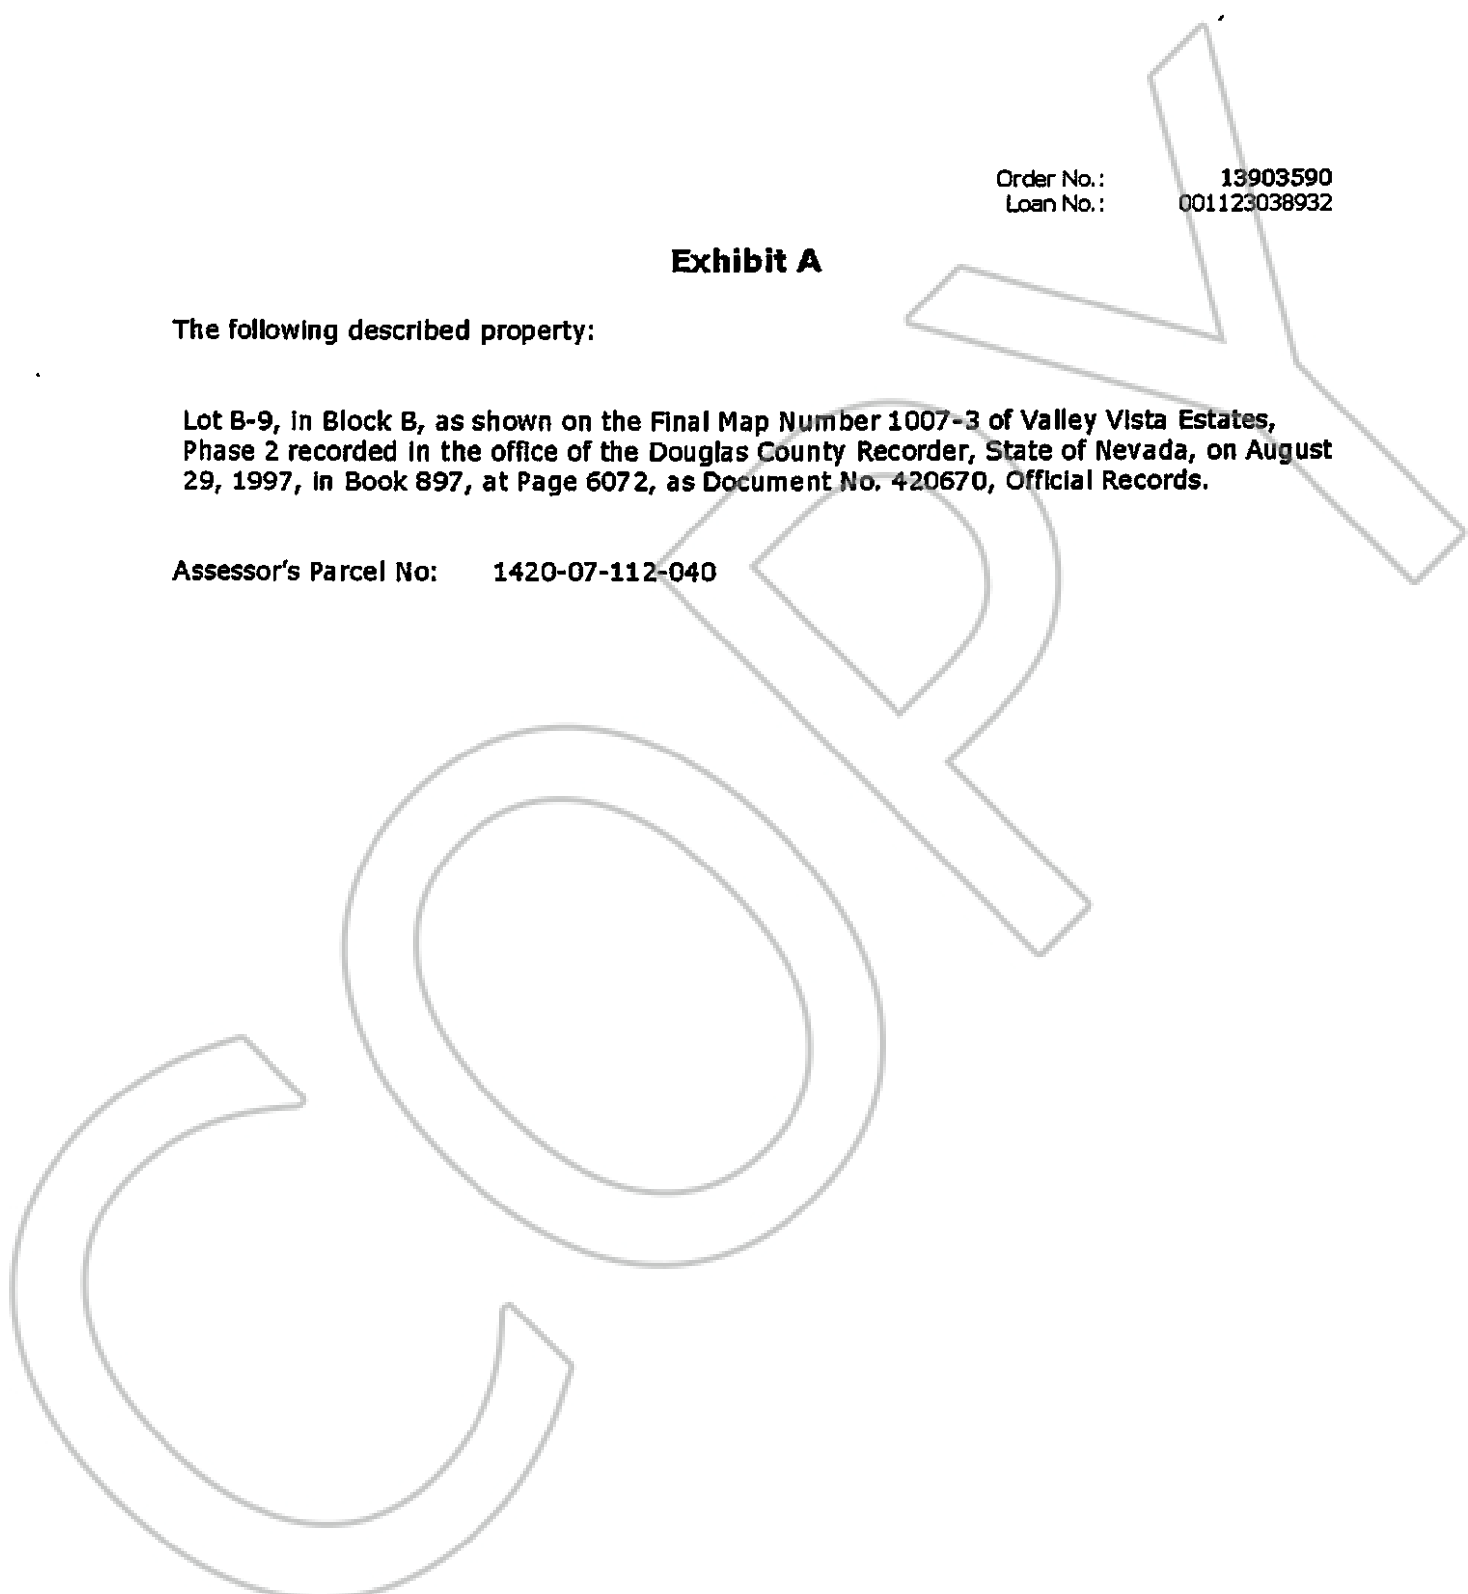 Order No.: 13903590
Loan No.: 001123038932
Exhibit A
The following described property:
Lot B-9, in Block B, as shown on the Final Map Number 1007-3 of Valley Vista Estates,
Phase 2 recorded in the office of the Douglas County Recorder, State of Nevada, on August
29, 1997, in Book 897, at Page 6072, as Document No. 420670, Official Records.
Assessor's Parcel No: 1420-07-112-040
COPY